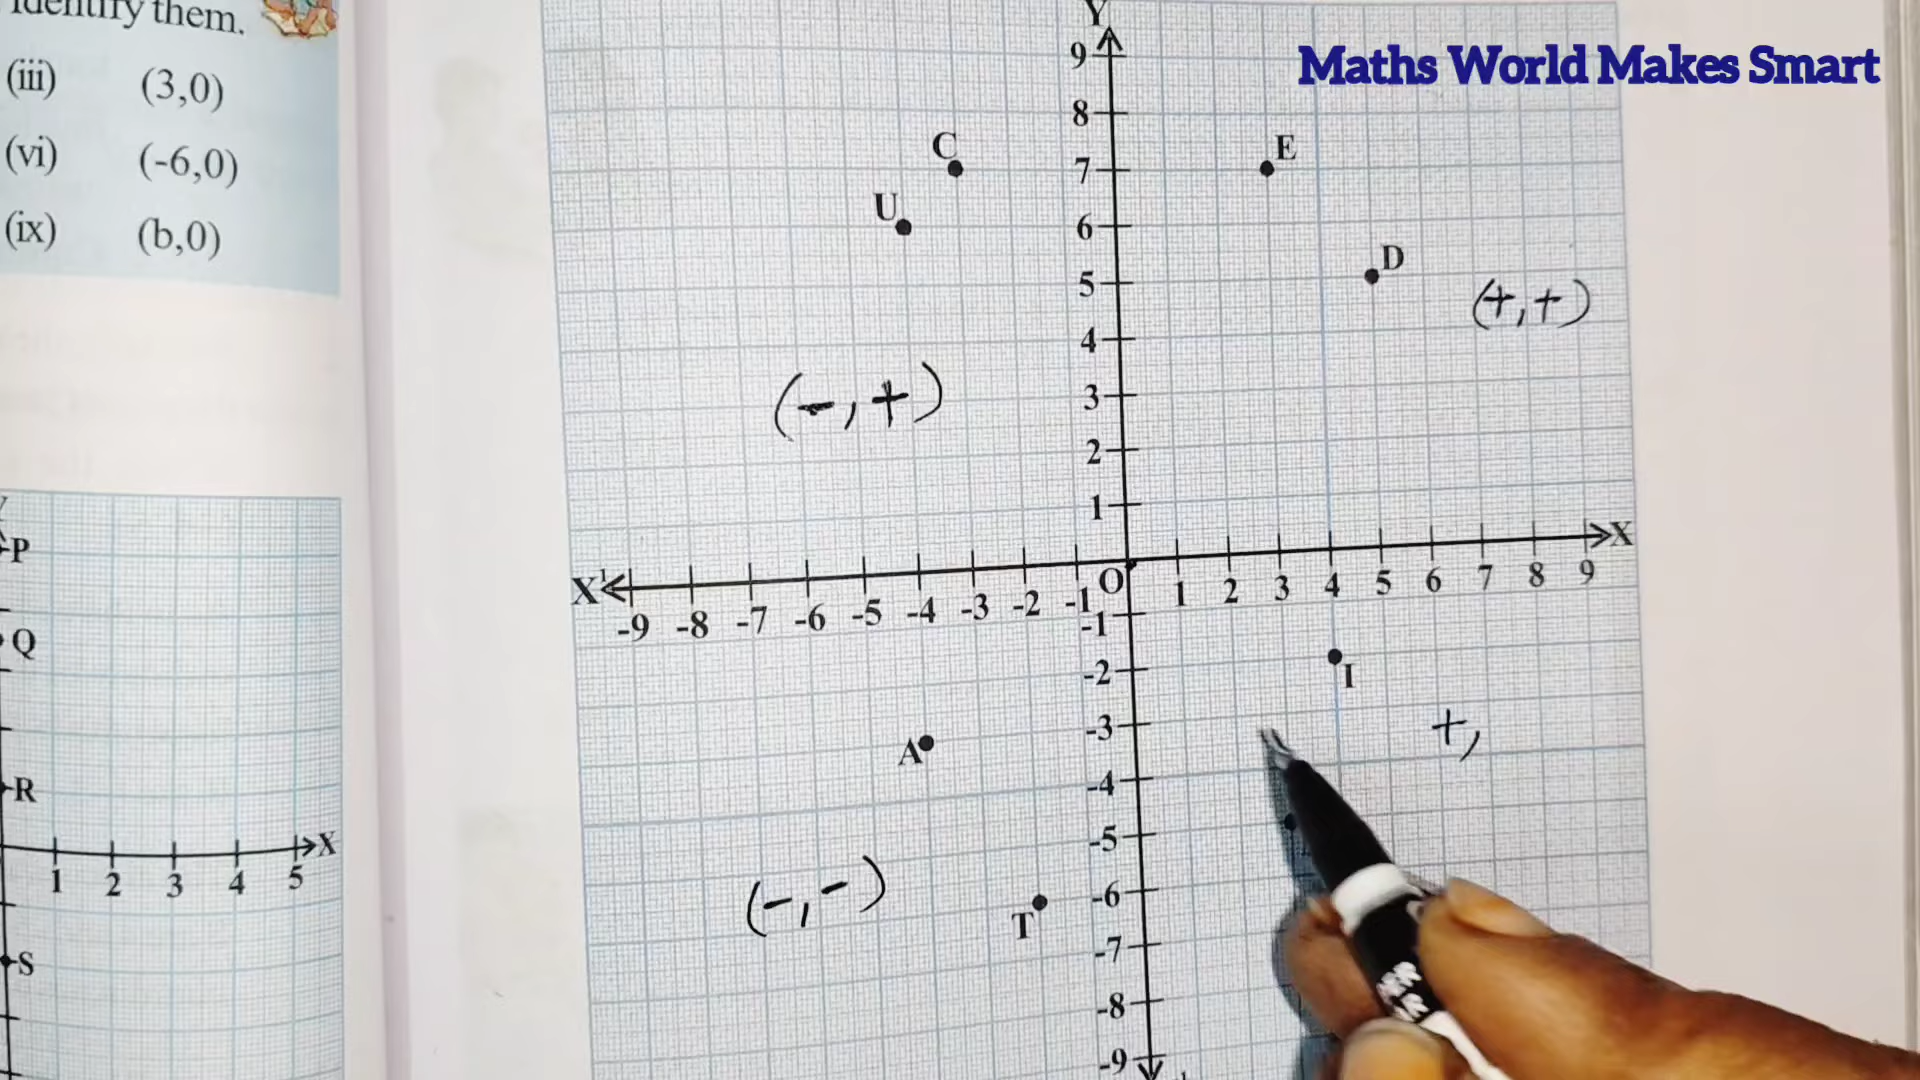 identify them.
(iii) (3,0)
(vi) (-6,0)
(ix) (b,0)
P
Q
R
X
1 2 3 4 5
S
Maths World Makes Smart
Y
9
8
C
E
7
U
6
D
5
(+,+)
4
(-,+)
3
2
1
X'
X
O
-9 -8 -7 -6 -5 -4 -3 -2 -1
1 2 3 4 5 6 7 8 9
-1
-2
I
-3
+,
A
-4
-5
(-,-)
-6
T
-7
-8
-9